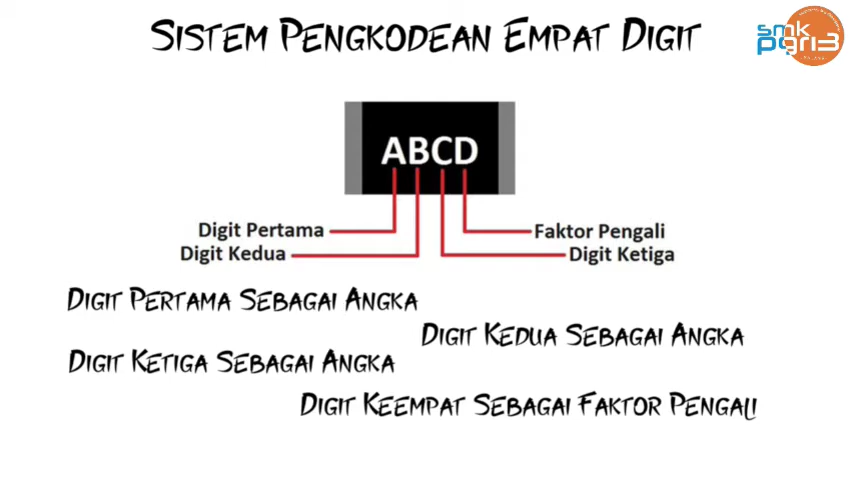 Sistem Pengkodean Empat Digit
smk
pgri3
ABCD
Digit Pertama
Faktor Pengali
Digit Kedua
Digit Ketiga
Digit Pertama Sebagai Angka
Digit Kedua Sebagai Angka
Digit Ketiga Sebagai Angka
Digit Keempat Sebagai Faktor Pengali